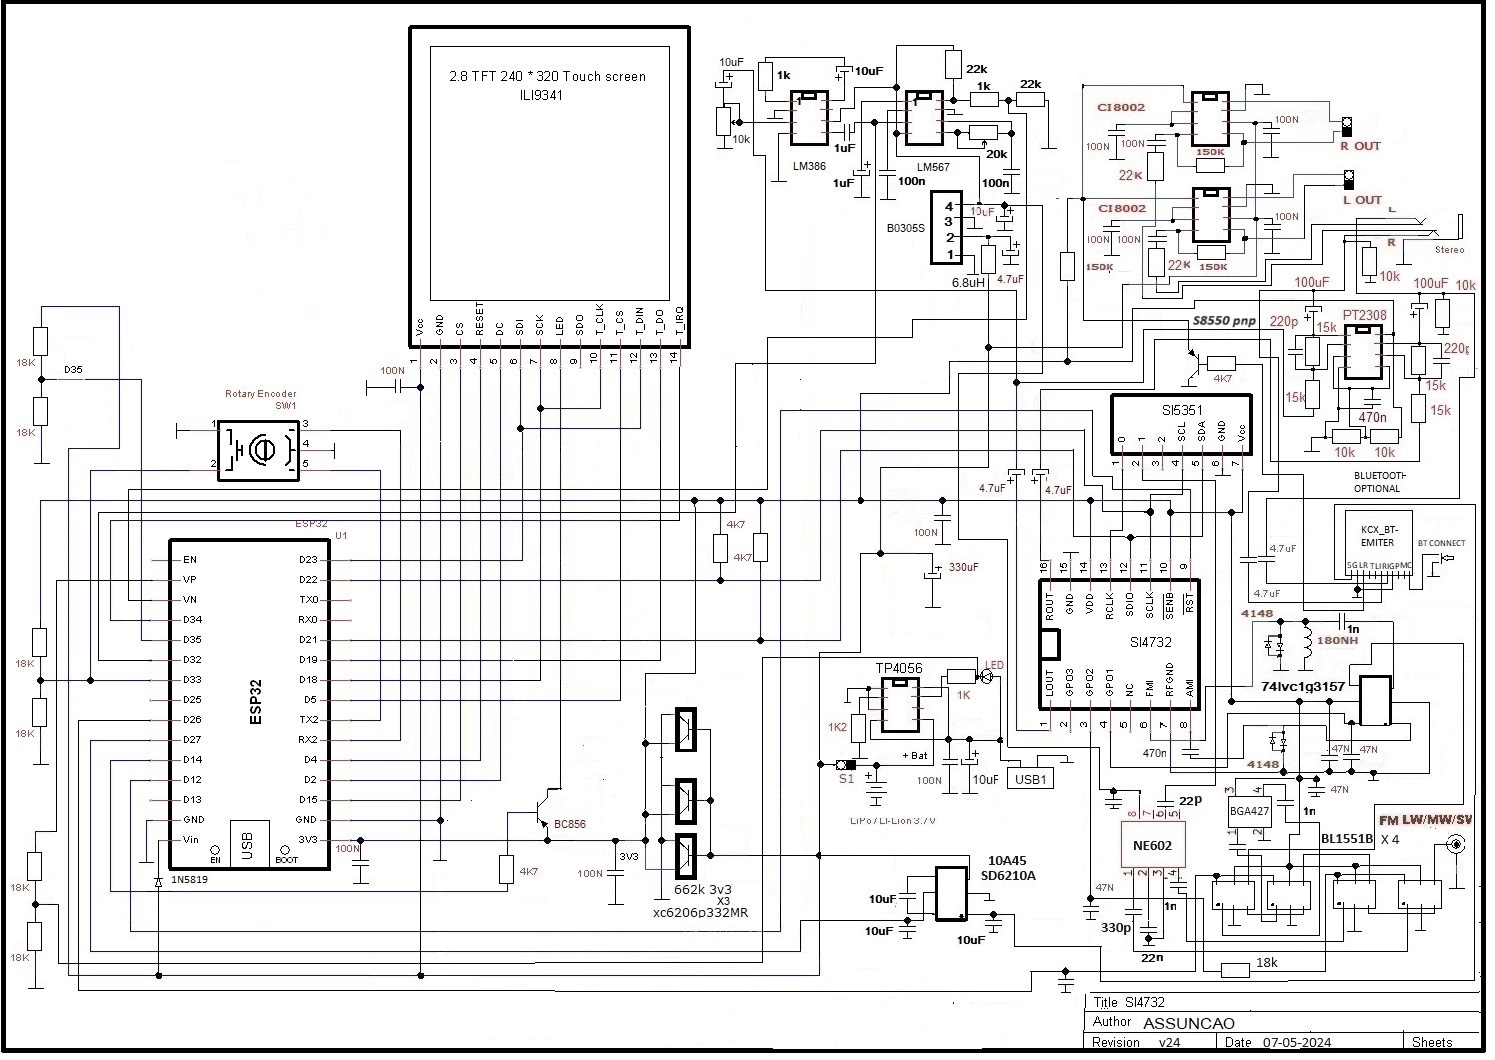 2.8 TFT 240 * 320 Touch screen
ILI9341
Vcc
GND
CS
RESET
DC
SDI
SCK
LED
SDO
T_CLK
T_CS
T_DIN
T_DO
T_IRQ
1
2
3
4
5
6
7
8
9
10
11
12
13
14
100N
10uF
1k
10uF
10k
1
LM386
1uF
1uF
1
LM567
100n
22k
1k
22k
20k
100n
B0305S
4
3
2
1
10uF
4.7uF
6.8uH
CI8002
100N
100N
22K
150K
100N
R OUT
CI8002
100N
100N
22K
150K
100N
L OUT
150K
L
R
Stereo
10k
100uF
100uF
10k
S8550 pnp
4K7
220p
15k
PT2308
220p
15k
15k
15k
470n
10k
10k
18K
D35
18K
Rotary Encoder
SW1
1
2
3
4
5
SI5351
0
1
2
SCL
SDA
GND
Vcc
1
2
3
4
5
6
7
4.7uF
4.7uF
BLUETOOTH
OPTIONAL
KCX_BT-
EMITER
SG LR TLIRIGPMC
BT CONNECT
4.7uF
4.7uF
ESP32
U1
EN
VP
VN
D34
D35
D32
D33
D25
D26
D27
D14
D12
D13
GND
Vin
D23
D22
TX0
RX0
D21
D19
D18
D5
TX2
RX2
D4
D2
D15
GND
3V3
ESP32
USB
EN
BOOT
18K
18K
18K
18K
1N5819
100N
4K7
BC856
4K7
4K7
100N
330uF
3V3
100N
662k 3v3
X3
xc6206p332MR
TP4056
1K
LED
1K2
+ Bat
S1
100N
10uF
USB1
LiPo7Li-Lion 3.7V
16
15
14
13
12
11
10
9
ROUT
GND
VDD
RCLK
SDIO
SCLK
SENB
RST
SI4732
LOUT
GPO3
GPO2
GPO1
NC
FMI
RFGND
AMI
1
2
3
4
5
6
7
8
470n
4148
180NH
1n
74lvc1g3157
4148
47N
47N
47N
3
4
BGA427
1
2
1n
BL1551B X 4
FM LW/MW/SW
8
7
6
5
22p
NE602
1
2
3
4
47N
1n
330p
22n
18k
10A45
SD6210A
10uF
10uF
10uF
Title SI4732
Author ASSUNCAO
Revision v24 Date 07-05-2024 Sheets